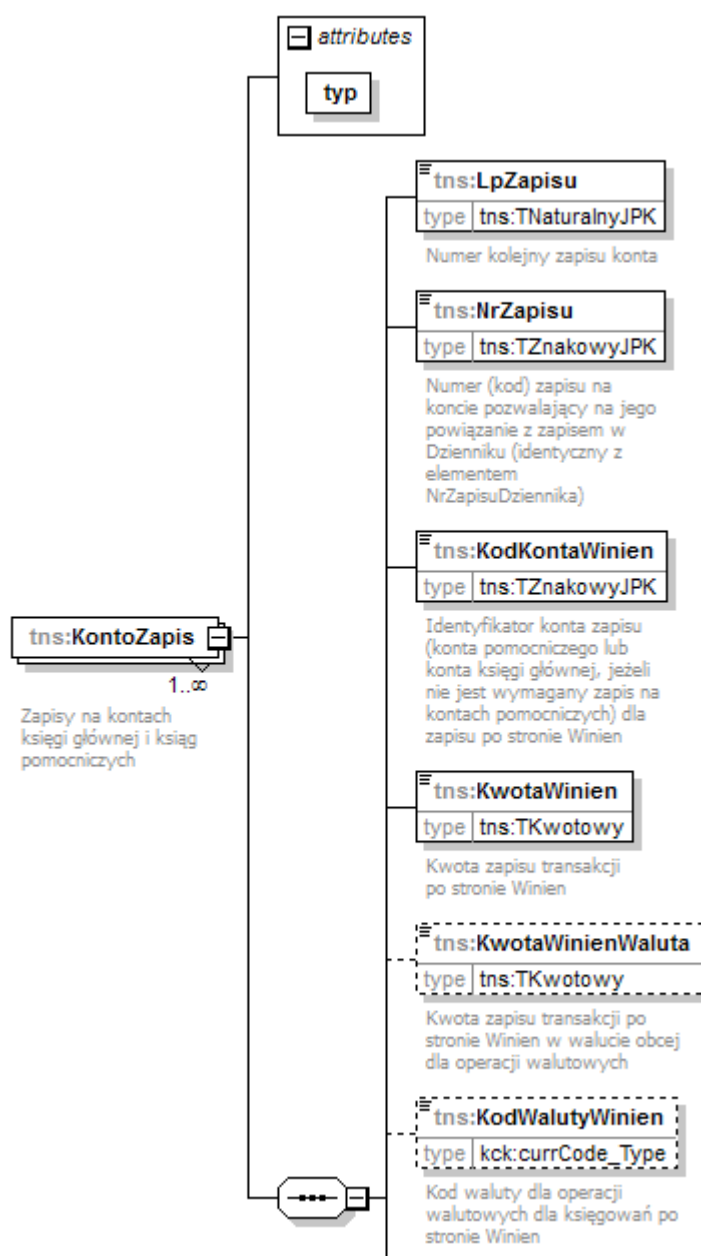 attributes
typ
tns:LpZapisu
type tns:TNaturalnyJPK
Numer kolejny zapisu konta
tns:NrZapisu
type tns:TZnakowyJPK
Numer (kod) zapisu na
koncie pozwalający na jego
powiązanie z zapisem w
Dzienniku (identyczny z
elementem
NrZapisuDziennika)
tns:KodKontaWinien
type tns:TZnakowyJPK
Identyfikator konta zapisu
(konta pomocniczego lub
konta księgi głównej, jeżeli
nie jest wymagany zapis na
kontach pomocniczych) dla
zapisu po stronie Winien
tns:KontoZapis
1..∞
Zapisy na kontach
księgi głównej i ksiąg
pomocniczych
tns:KwotaWinien
type tns:TKwotowy
Kwota zapisu transakcji
po stronie Winien
tns:KwotaWinienWaluta
type tns:TKwotowy
Kwota zapisu transakcji po
stronie Winien w walucie obcej
dla operacji walutowych
tns:KodWalutyWinien
type kck:currCode_Type
Kod waluty dla operacji
walutowych dla księgowań po
stronie Winien